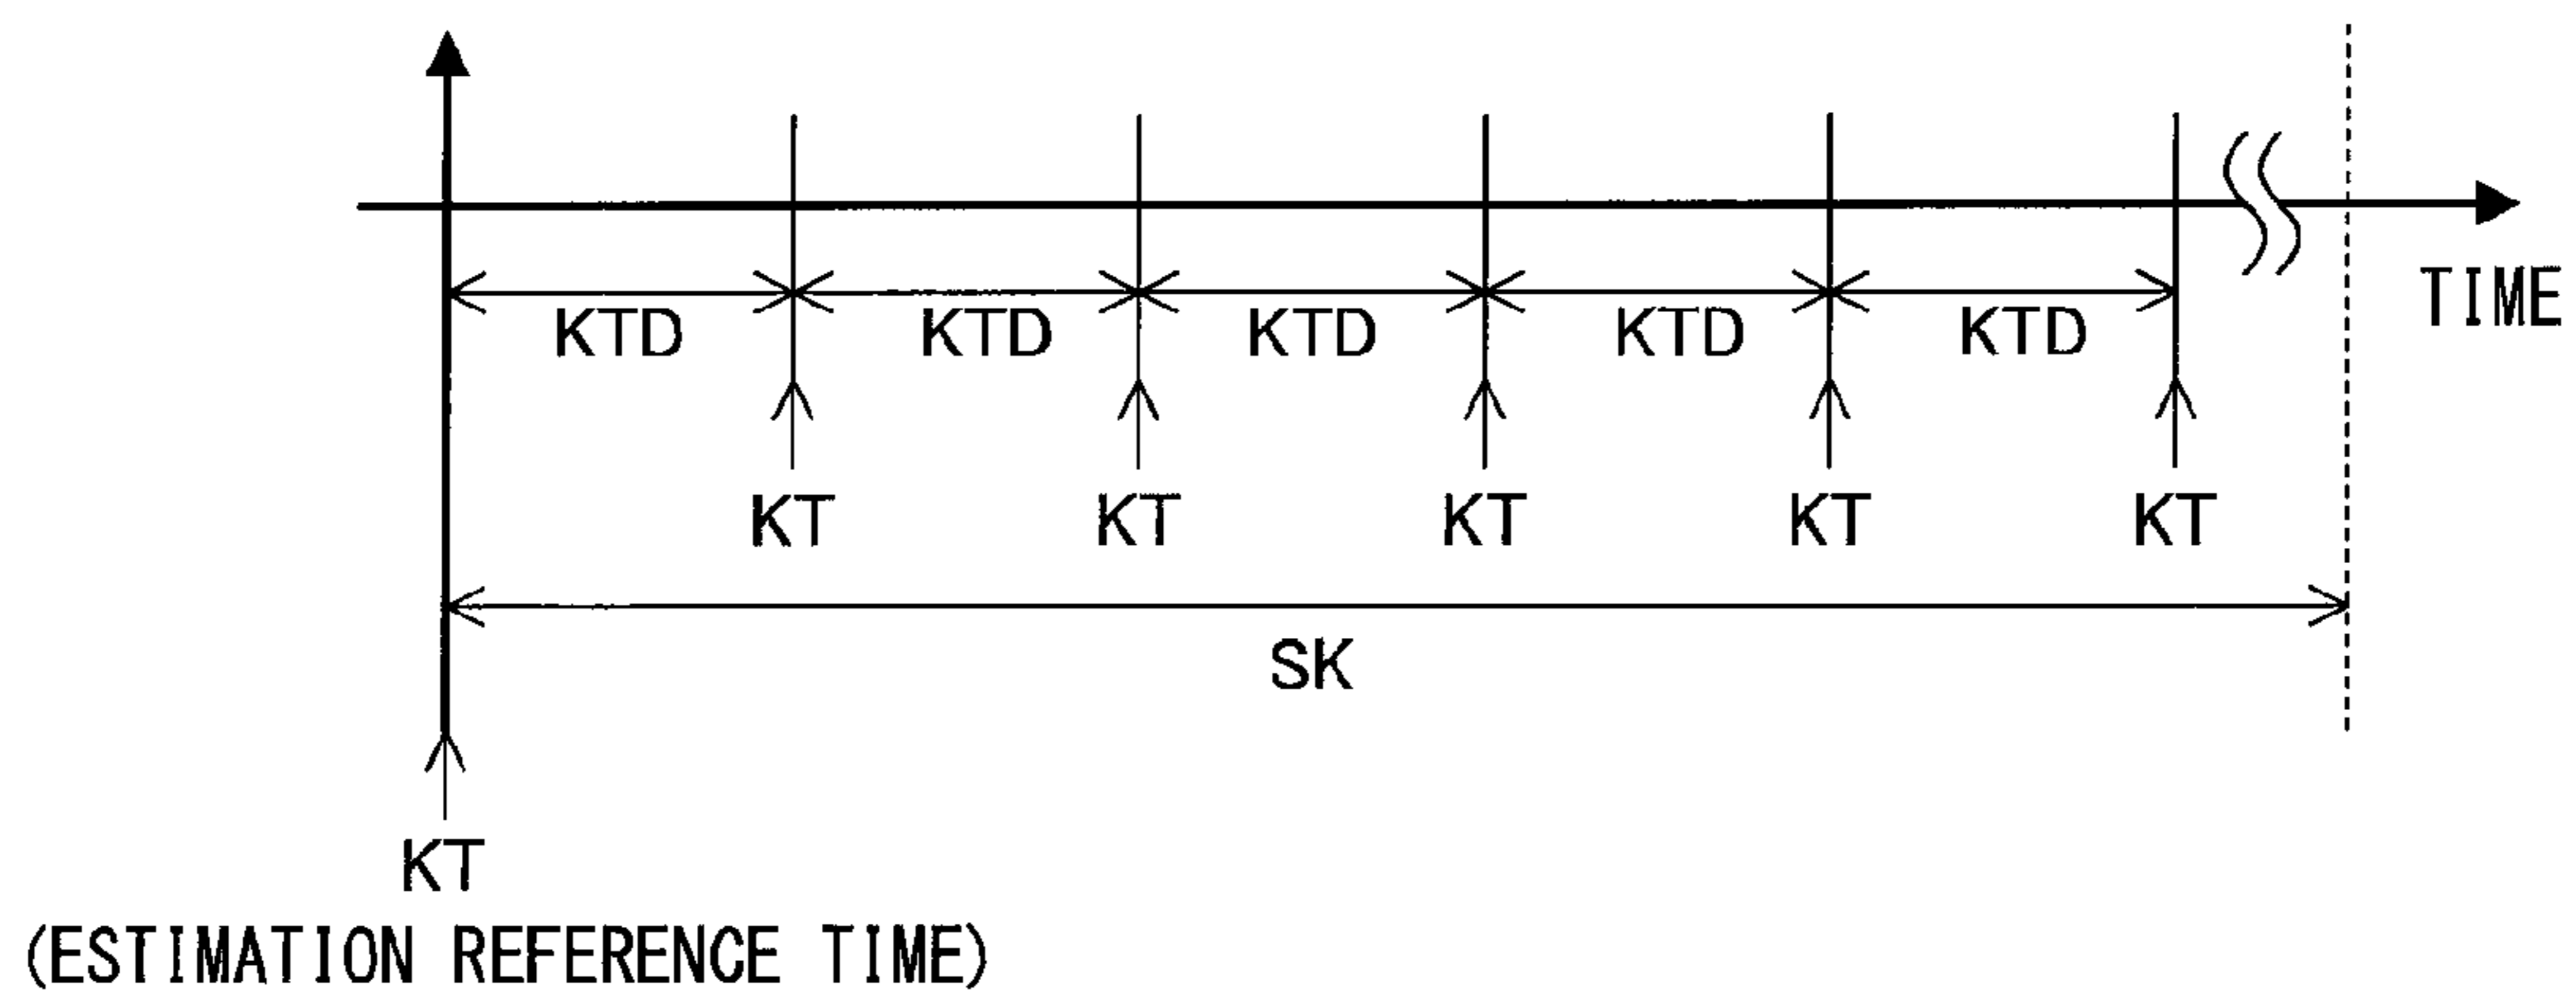 TIME
KTD KTD KTD KTD KTD
KT KT KT KT KT
SK
KT
(ESTIMATION REFERENCE TIME)